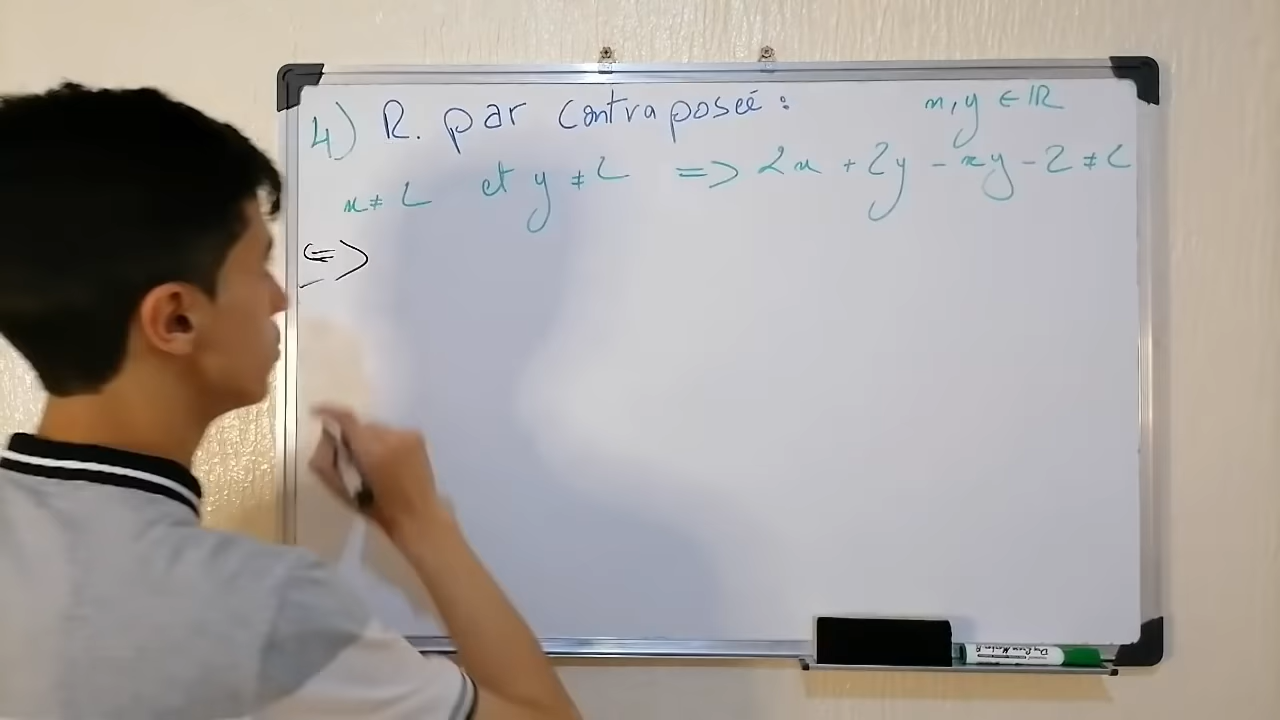 4) R. par contraposeé : x, y ∈ ℝ
x ≠ 2 et y ≠ 2 => 2x + 2y - xy - 2 ≠ 2
<=>